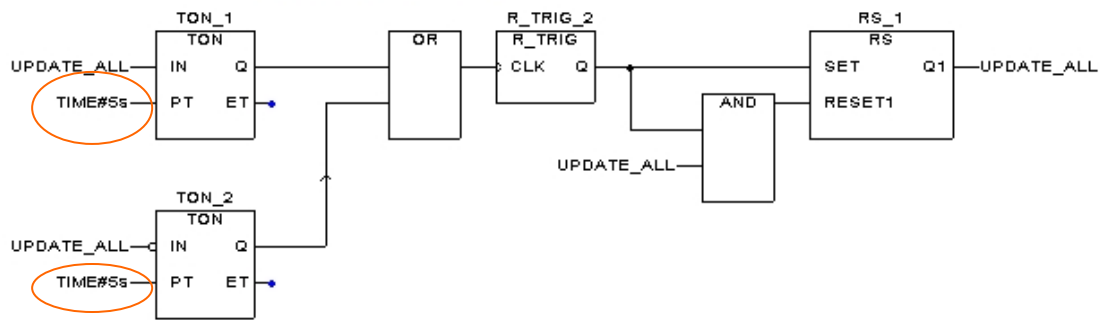 TON_1
TON
UPDATE_ALL IN Q
TIME#5s PT ET
OR
R_TRIG_2
R_TRIG
CLK Q
RS_1
RS
SET Q1 UPDATE_ALL
RESET1
AND
UPDATE_ALL
TON_2
TON
UPDATE_ALL IN Q
TIME#5s PT ET